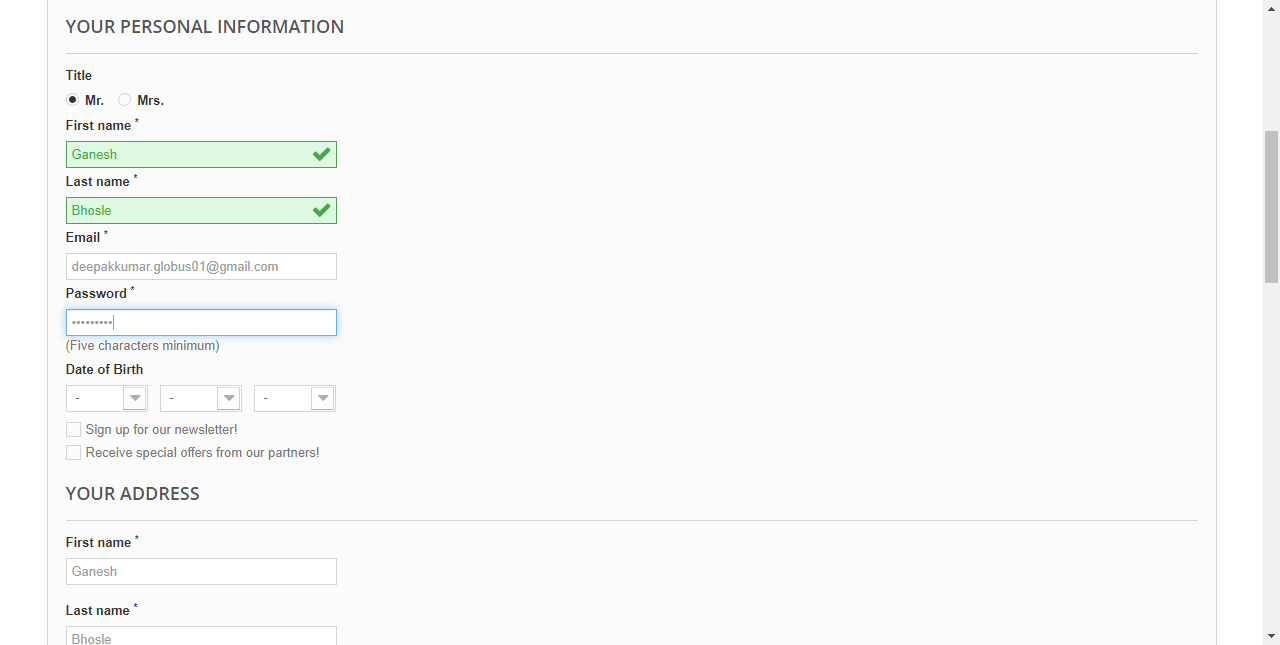 YOUR PERSONAL INFORMATION
Title
Mr. Mrs.
First name *
Ganesh
Last name *
Bhosle
Email *
deepakkumar.globus01@gmail.com
Password *
•••••••••
(Five characters minimum)
Date of Birth
- - -
Sign up for our newsletter!
Receive special offers from our partners!
YOUR ADDRESS
First name *
Ganesh
Last name *
Bhosle